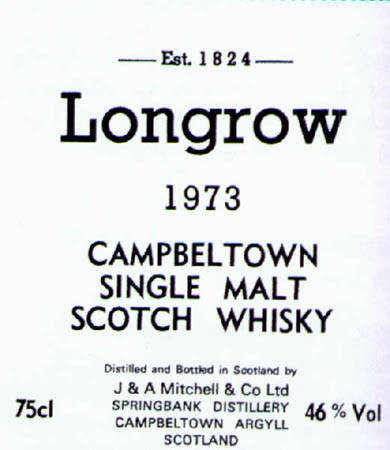 Est. 1824
Longrow
1973
CAMPBELTOWN
SINGLE MALT
SCOTCH WHISKY
Distilled and Bottled in Scotland by
J & A Mitchell & Co Ltd
75cl SPRINGBANK DISTILLERY 46 % Vol
CAMPBELTOWN ARGYLL
SCOTLAND